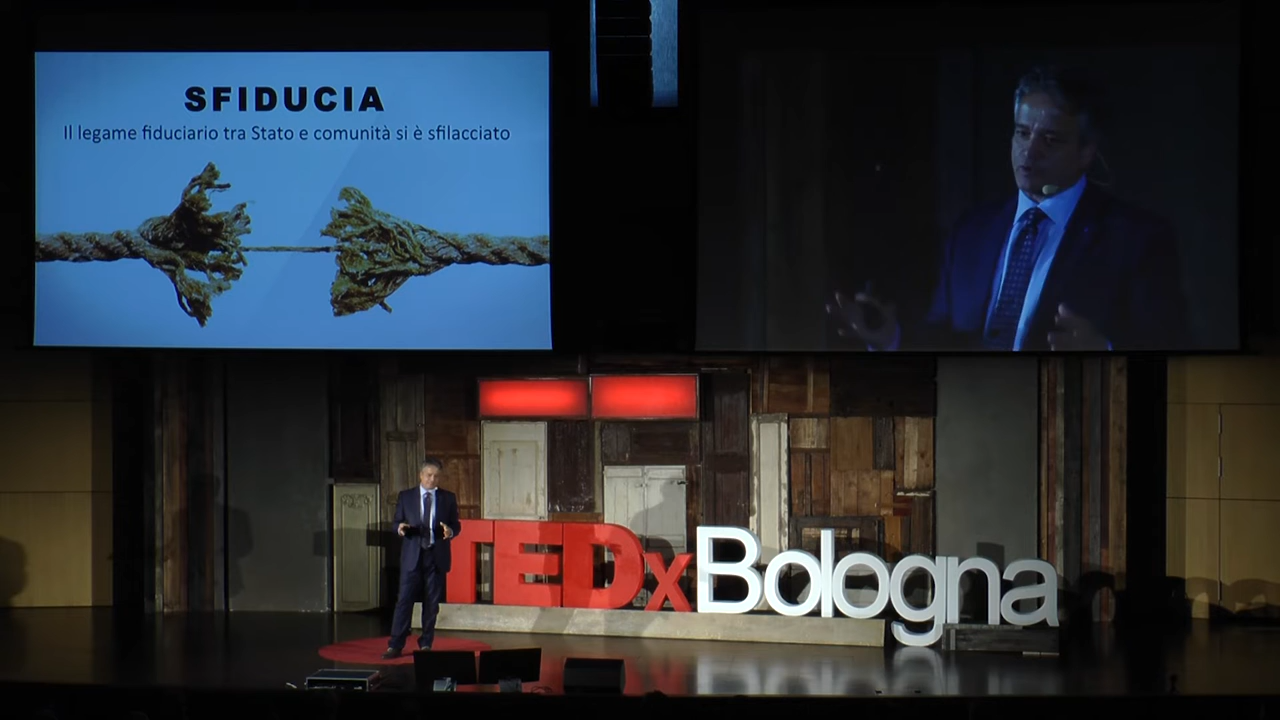 SFIDUCIA
Il legame fiduciario tra Stato e comunità si è sfilacciato
TEDxBologna